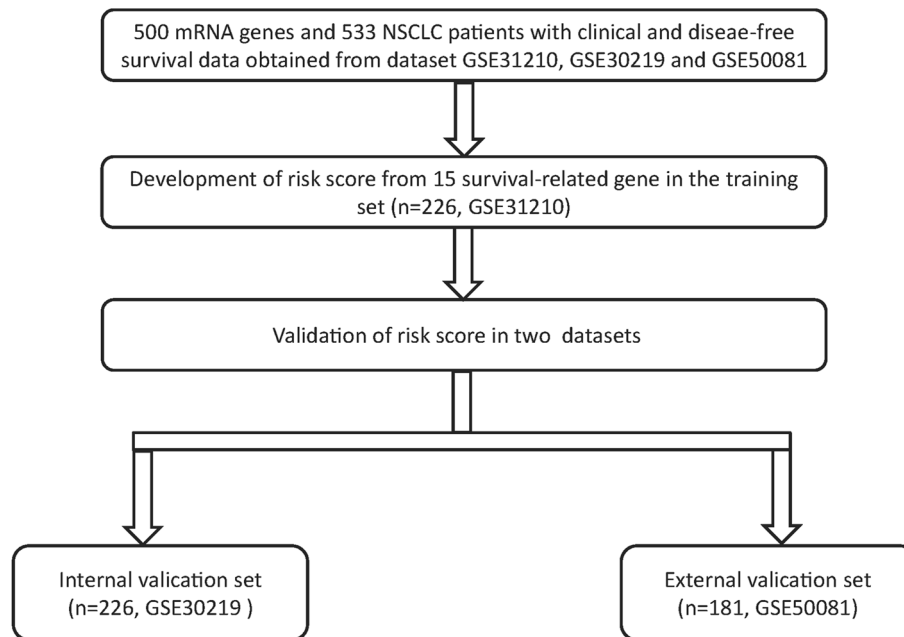 500 mRNA genes and 533 NSCLC patients with clinical and diseae-free
survival data obtained from dataset GSE31210, GSE30219 and GSE50081
Development of risk score from 15 survival-related gene in the training
set (n=226, GSE31210)
Validation of risk score in two datasets
Internal valication set
(n=226, GSE30219 )
External valication set
(n=181, GSE50081)